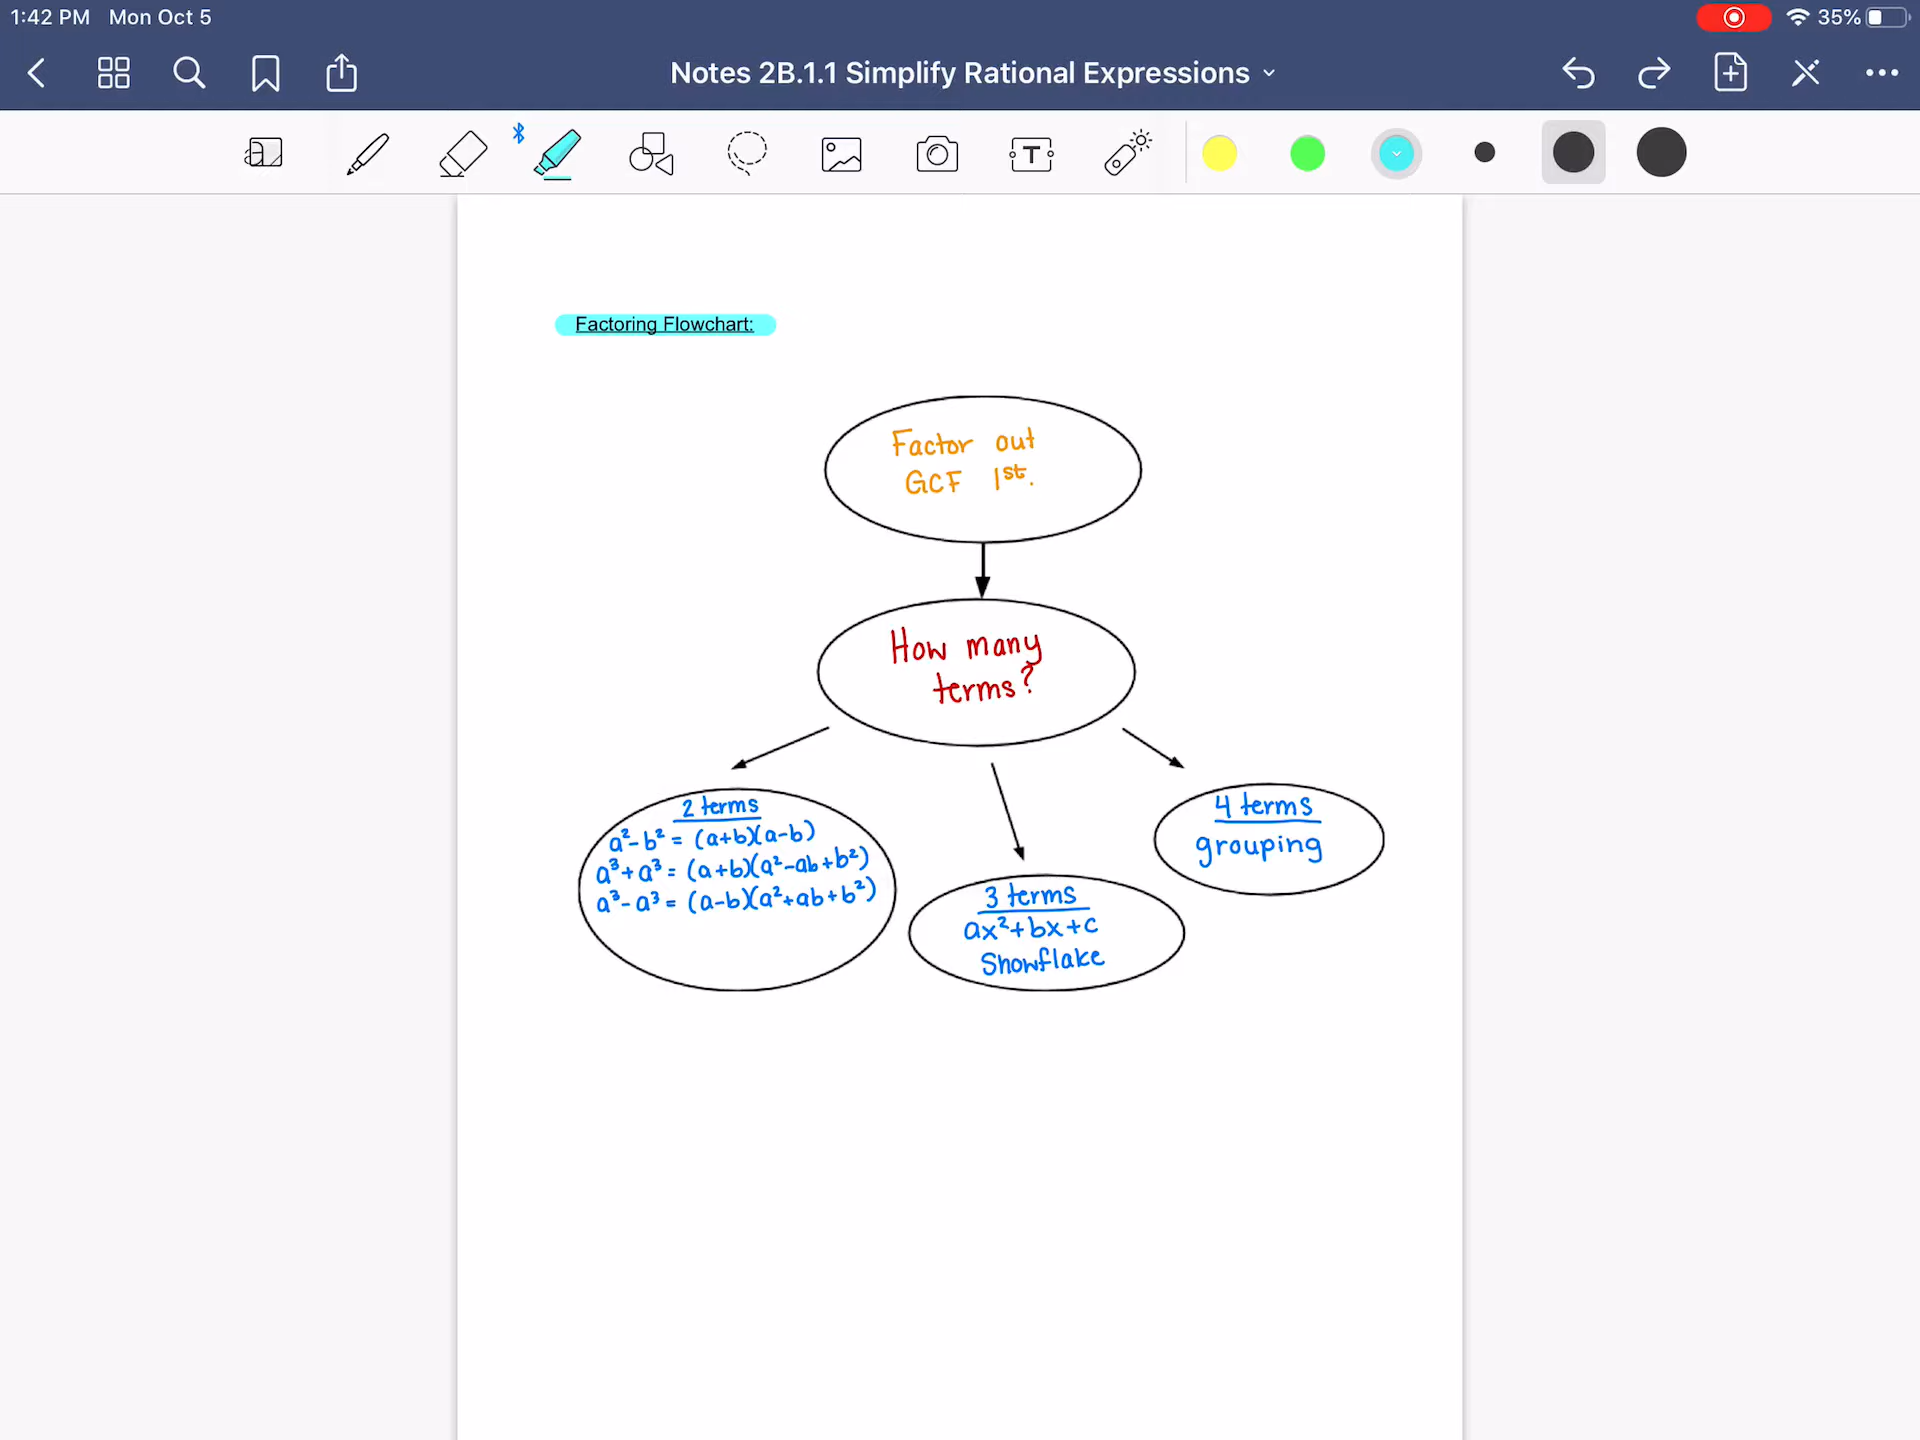 1:42 PM Mon Oct 5
35%
Notes 2B.1.1 Simplify Rational Expressions
Factoring Flowchart:
Factor out
GCF 1st.
How many
terms?
2 terms
a²-b² = (a+b)(a-b)
a³+a³ = (a+b)(a²-ab+b²)
a³-a³ = (a-b)(a²+ab+b²)
3 terms
ax²+bx+c
Snowflake
4 terms
grouping